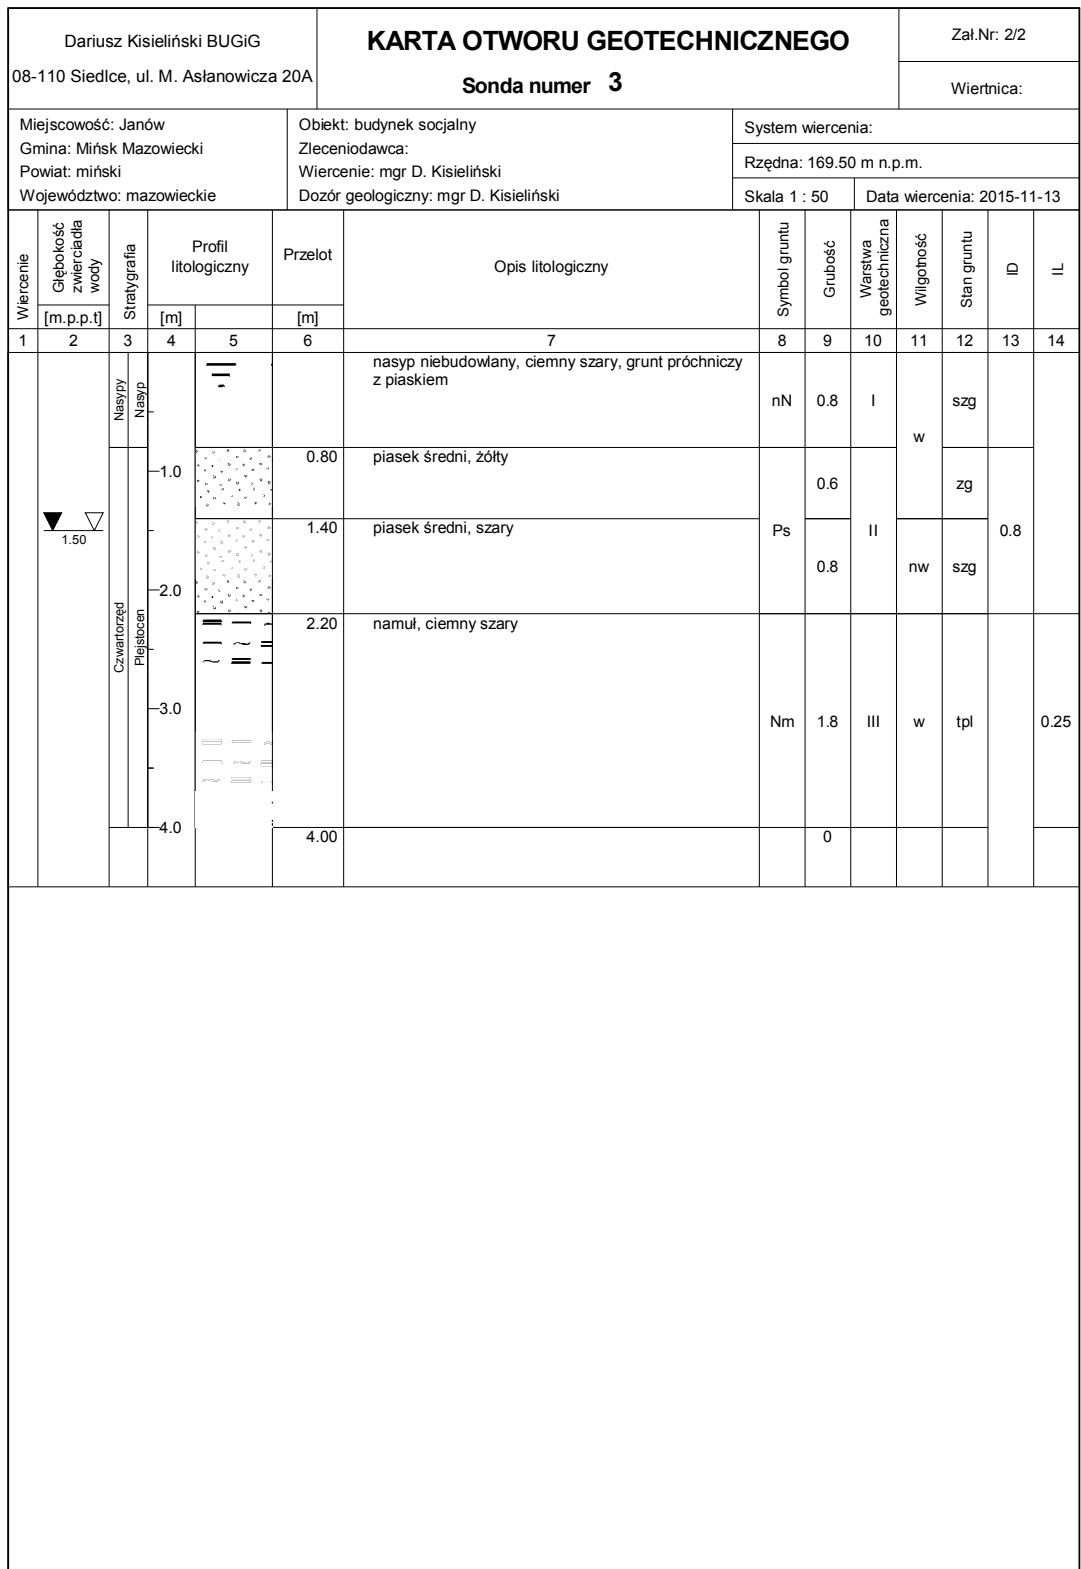 Dariusz Kisieliński BUGiG
08-110 Siedlce, ul. M. Asłanowicza 20A
KARTA OTWORU GEOTECHNICZNEGO
Sonda numer 3
Zał.Nr: 2/2
Wiertnica:
Miejscowość: Janów
Gmina: Mińsk Mazowiecki
Powiat: miński
Województwo: mazowieckie
Obiekt: budynek socjalny
Zleceniodawca:
Wiercenie: mgr D. Kisieliński
Dozór geologiczny: mgr D. Kisieliński
System wiercenia:
Rzędna: 169.50 m n.p.m.
Skala 1 : 50
Data wiercenia: 2015-11-13
Wiercenie
Głębokość
zwierciadła
wody
[m.p.p.t]
Stratygrafia
Profil
litologiczny
[m]
Przelot
[m]
Opis litologiczny
Symbol gruntu
Grubość
Warstwa
geotechniczna
Wilgotność
Stan gruntu
ID
IL
1 2 3 4 5 6 7 8 9 10 11 12 13 14
Nasypy
Nasyp
nasyp niebudowlany, ciemny szary, grunt próchniczy
z piaskiem
nN 0.8 I szg
w
0.80 piasek średni, żółty
1.0
0.6 zg
1.50
1.40 piasek średni, szary
Ps II 0.8
0.8 nw szg
2.0
Czwartorzęd
Plejstocen
2.20 namuł, ciemny szary
3.0
Nm 1.8 III w tpl 0.25
4.0
4.00 0